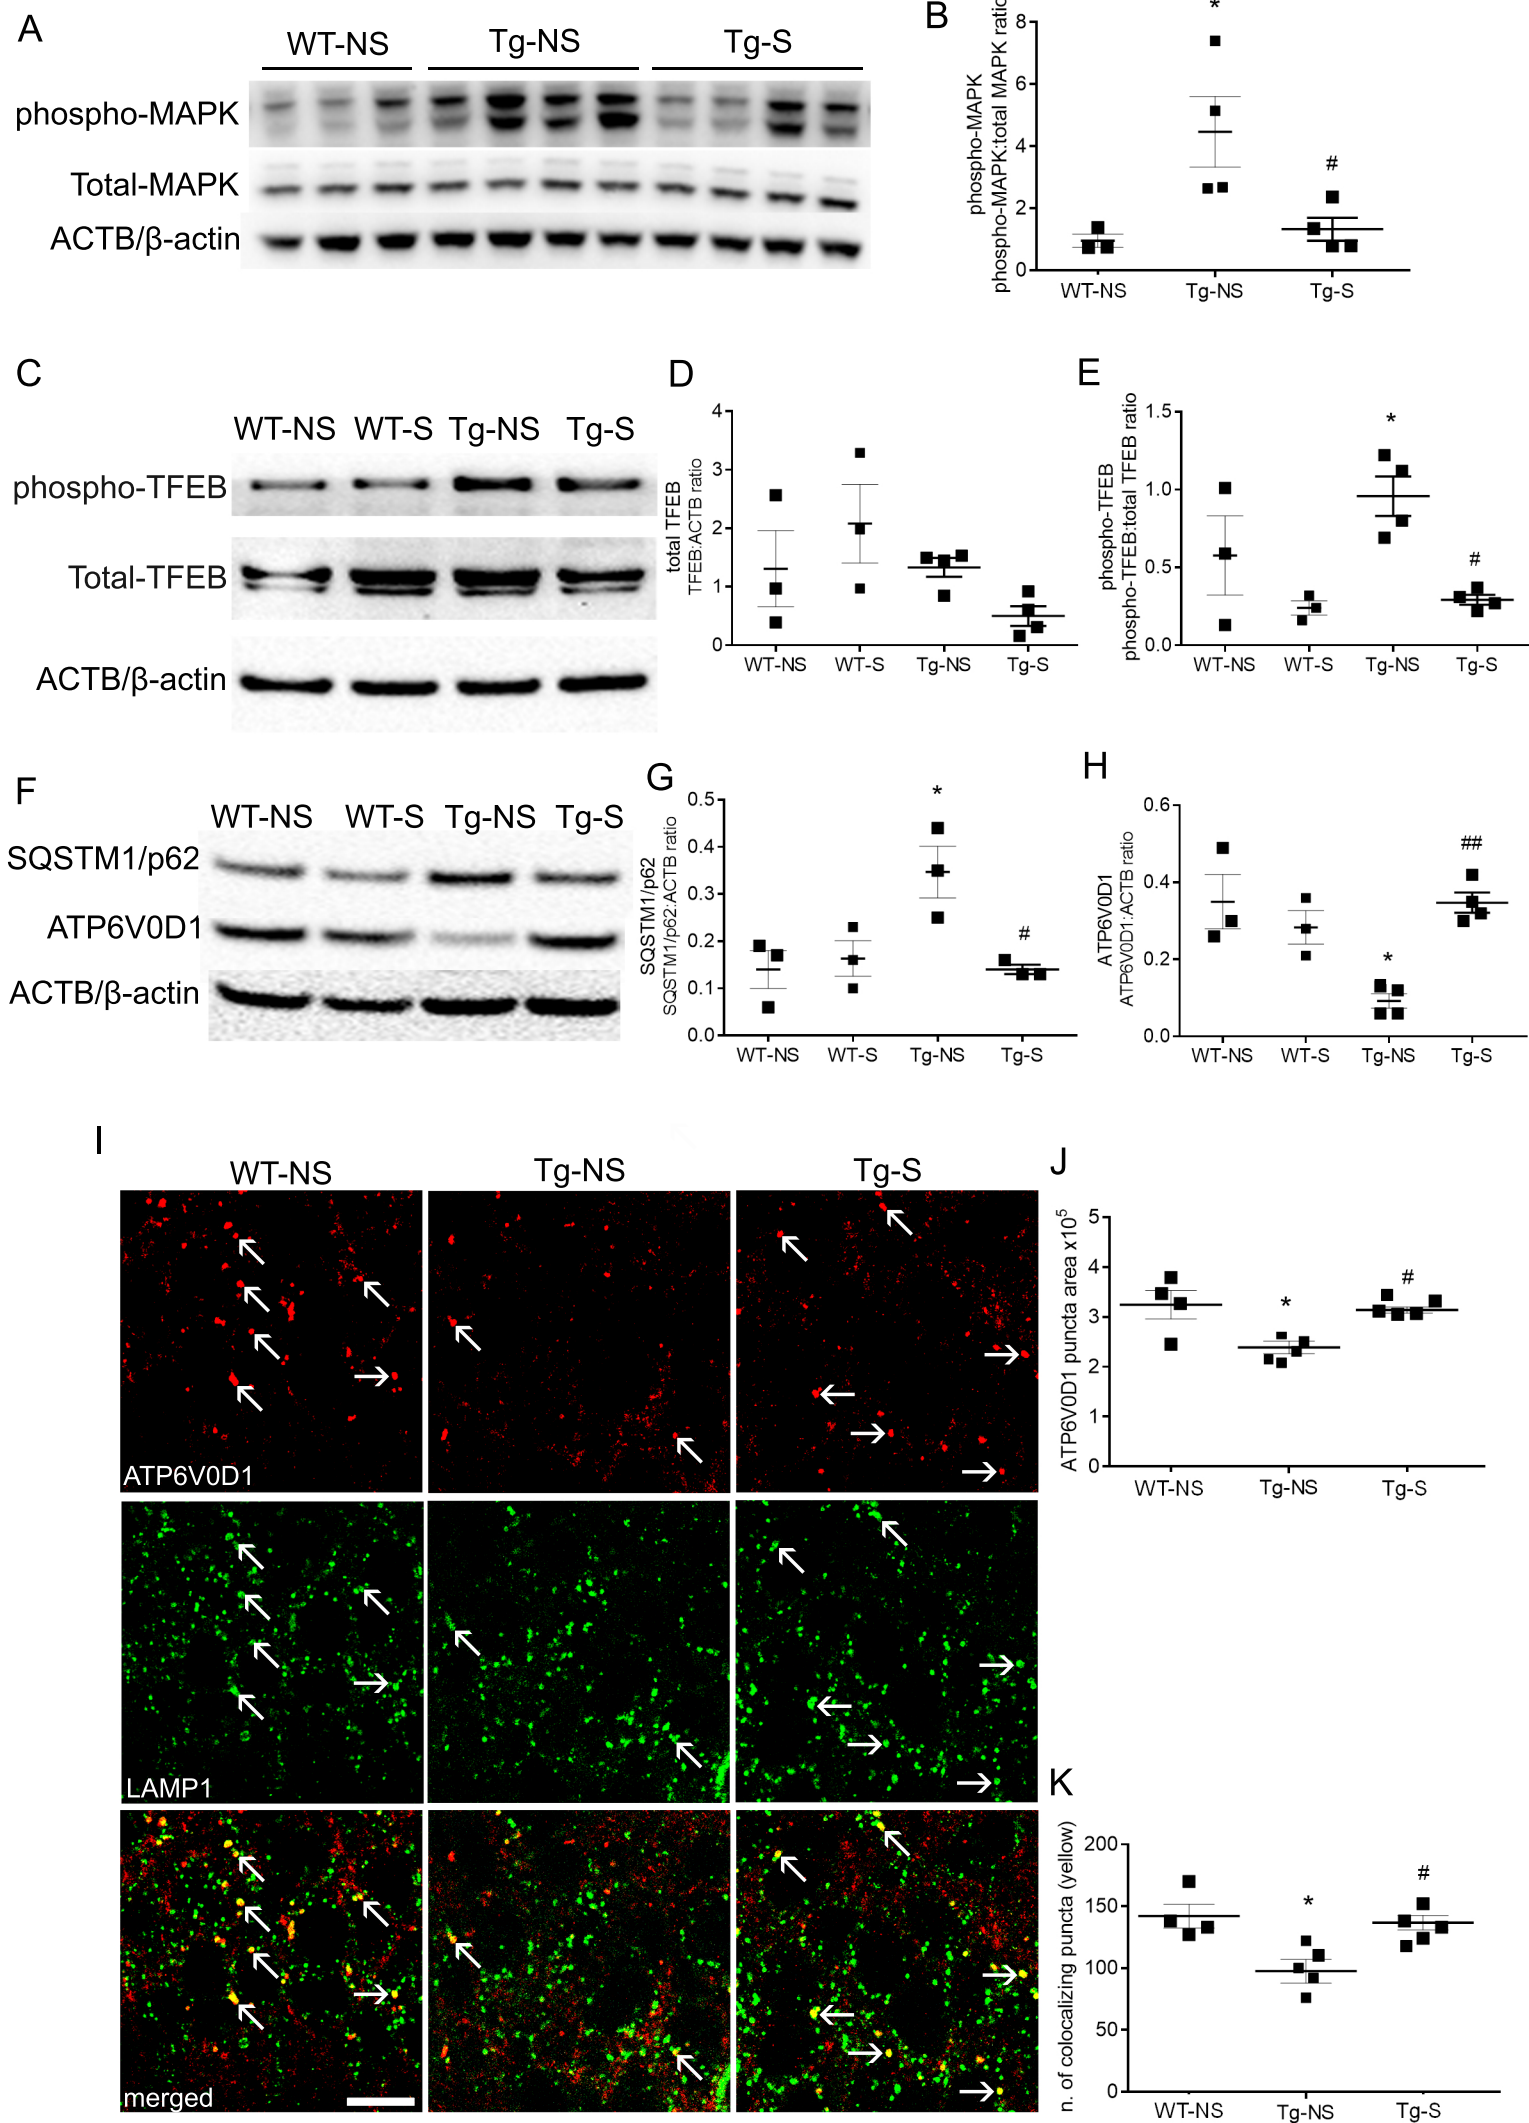 A
WT-NS Tg-NS Tg-S
phospho-MAPK
Total-MAPK
ACTB/β-actin
B
phospho-MAPK
phospho-MAPK:total MAPK ratio
8
6
4
2
0
*
#
WT-NS Tg-NS Tg-S
C
WT-NS WT-S Tg-NS Tg-S
phospho-TFEB
Total-TFEB
ACTB/β-actin
D
total TFEB
TFEB:ACTB ratio
4
3
2
1
0
WT-NS WT-S Tg-NS Tg-S
E
phospho-TFEB
phospho-TFEB:total TFEB ratio
1.5
1.0
0.5
0.0
*
#
WT-NS WT-S Tg-NS Tg-S
F
WT-NS WT-S Tg-NS Tg-S
SQSTM1/p62
ATP6V0D1
ACTB/β-actin
G
SQSTM1/p62
SQSTM1/p62:ACTB ratio
0.5
0.4
0.3
0.2
0.1
0.0
*
#
WT-NS WT-S Tg-NS Tg-S
H
ATP6V0D1
ATP6V0D1:ACTB ratio
0.6
0.4
0.2
0.0
*
##
WT-NS WT-S Tg-NS Tg-S
I
WT-NS Tg-NS Tg-S
ATP6V0D1
LAMP1
merged
J
ATP6V0D1 puncta area x10⁵
5
4
3
2
1
0
*
#
WT-NS Tg-NS Tg-S
K
n. of colocalizing puncta (yellow)
200
150
100
50
0
*
#
WT-NS Tg-NS Tg-S